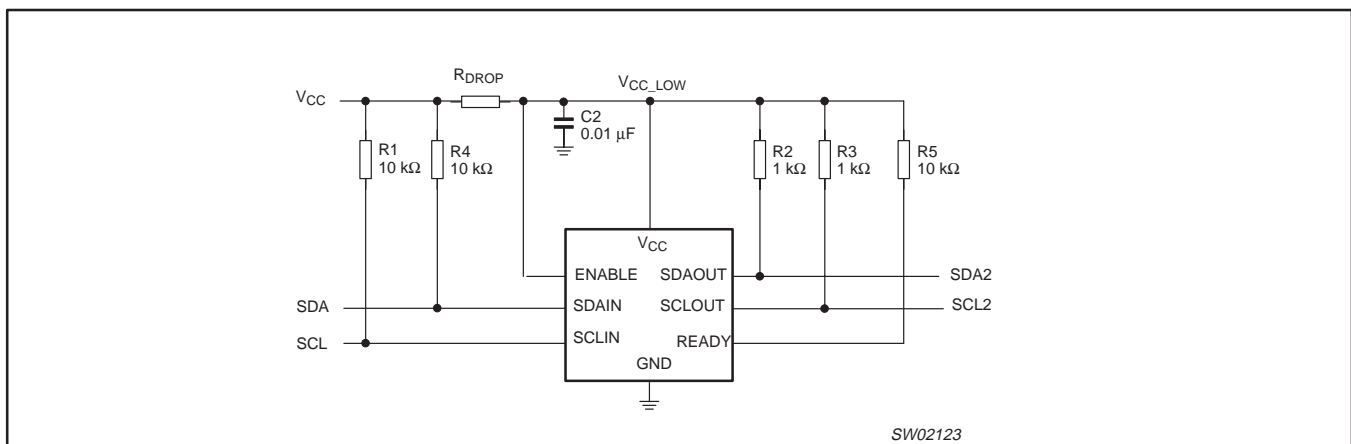 RDROP
VCC
VCC_LOW
C2
0.01 µF
R1
10 kΩ
R4
10 kΩ
R2
1 kΩ
R3
1 kΩ
R5
10 kΩ
VCC
ENABLE
SDAOUT
SDA2
SDA
SDAIN
SCLOUT
SCL2
SCL
SCLIN
READY
GND
SW02123